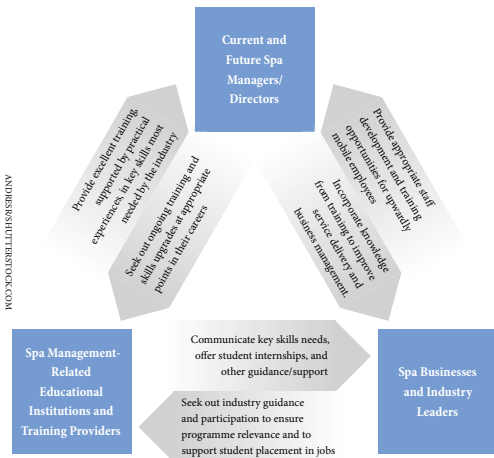 Current and
Future Spa
Managers/
Directors
Provide excellent training,
supported by practical
experiences, in key skills most
needed by the industry
Seek out ongoing training and
skills upgrades at appropriate
points in their careers
Provide appropriate staff
development and training
opportunities for upwardly
mobile employees
Incorporate knowledge
from training to improve
service delivery and
business management.
ANDRESR/SHUTTERSTOCK.COM
Spa Management-
Related
Educational
Institutions and
Training Providers
Communicate key skills needs,
offer student internships, and
other guidance/support
Seek out industry guidance
and participation to ensure
programme relevance and to
support student placement in jobs
Spa Businesses
and Industry
Leaders